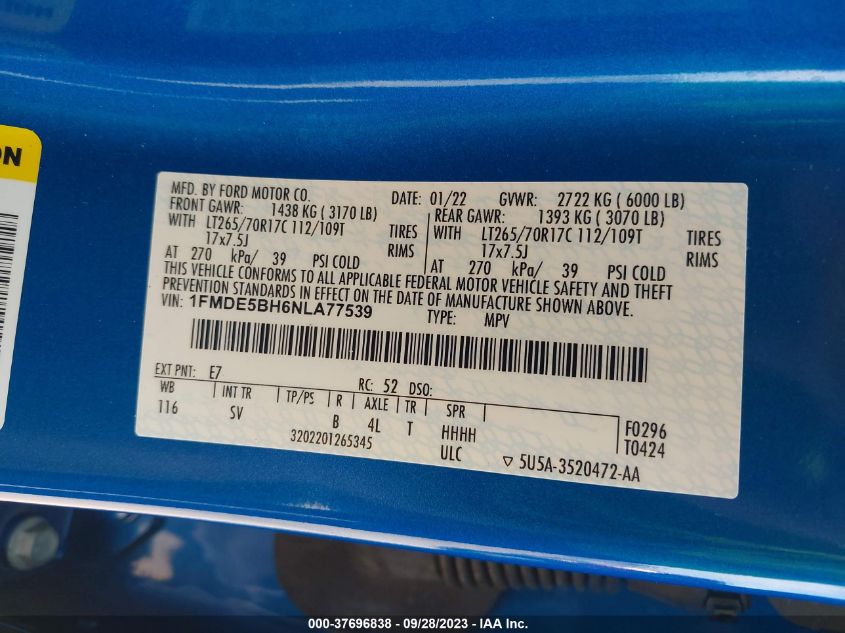 ON
MFD. BY FORD MOTOR CO. DATE: 01/22 GVWR: 2722 KG ( 6000 LB)
FRONT GAWR: 1438 KG ( 3170 LB) REAR GAWR: 1393 KG ( 3070 LB)
WITH LT265/70R17C 112/109T TIRES WITH LT265/70R17C 112/109T TIRES
17x7.5J RIMS 17x7.5J RIMS
AT 270 kPa/ 39 PSI COLD AT 270 kPa/ 39 PSI COLD
THIS VEHICLE CONFORMS TO ALL APPLICABLE FEDERAL MOTOR VEHICLE SAFETY AND THEFT
PREVENTION STANDARDS IN EFFECT ON THE DATE OF MANUFACTURE SHOWN ABOVE.
VIN: 1FMDE5BH6NLA77539 TYPE: MPV
EXT PNT: E7 RC: 52 DSO:
WB INT TR TP/PS R AXLE TR SPR
116 SV B 4L T HHHH F0296
3202201265345 ULC T0424
▽ 5U5A-3520472-AA
000-37696838 - 09/28/2023 - © IAA Inc.